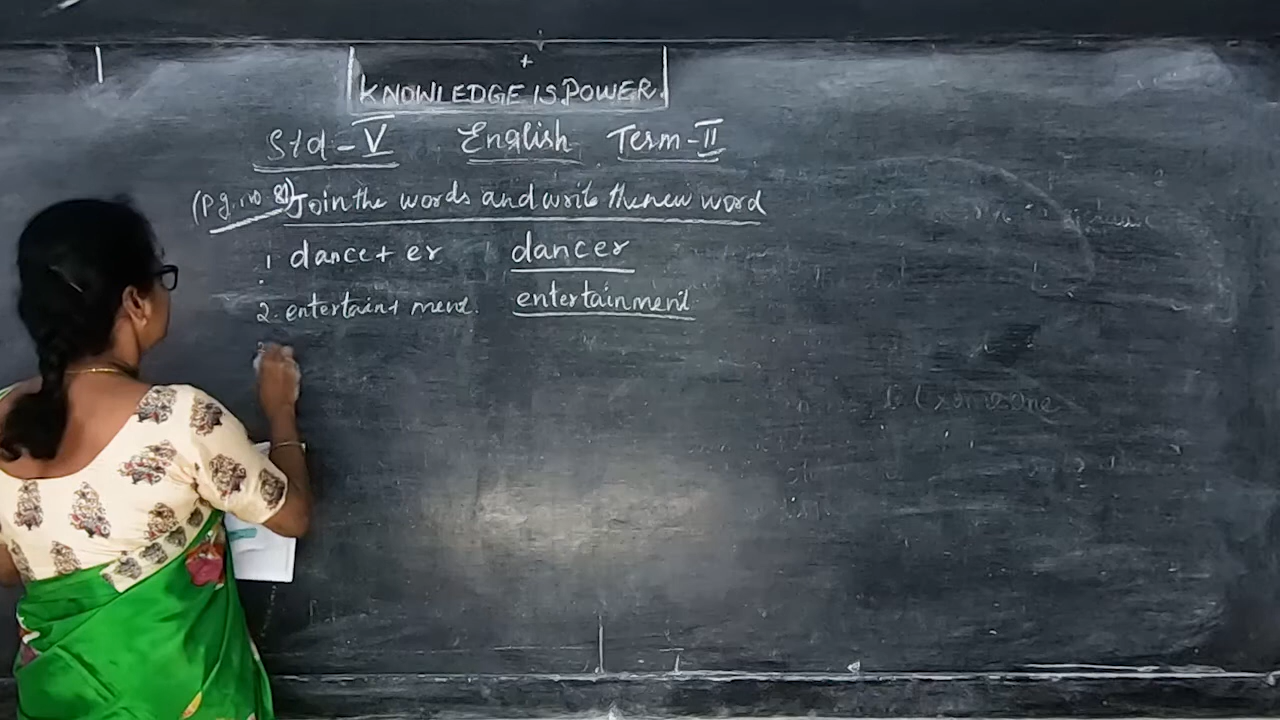 +
KNOWLEDGE IS POWER.
Std - V English Term - II
(Pg. no 81) Join the words and write the new word
1. dance + er dancer
2. entertain + ment. entertainment